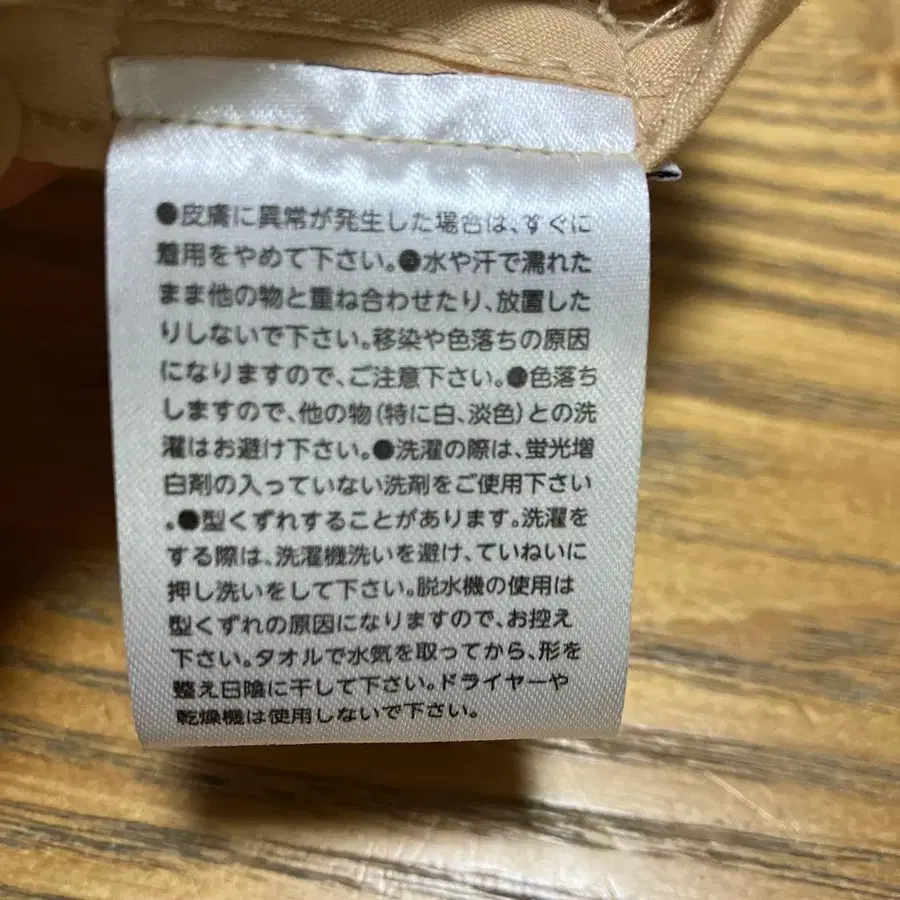 ●皮膚に異常が発生した場合は、すぐに
着用をやめて下さい。●水や汗で濡れた
まま他の物と重ね合わせたり、放置した
りしないで下さい。移染や色落ちの原因
になりますので、ご注意下さい。●色落ち
しますので、他の物(特に白、淡色)との洗
濯はお避け下さい。●洗濯の際は、蛍光増
白剤の入っていない洗剤をご使用下さい
。●型くずれすることがあります。洗濯を
する際は、洗濯機洗いを避け、ていねいに
押し洗いをして下さい。脱水機の使用は
型くずれの原因になりますので、お控え
下さい。タオルで水気を取ってから、形を
整え日陰に干して下さい。ドライヤーや
乾燥機は使用しないで下さい。